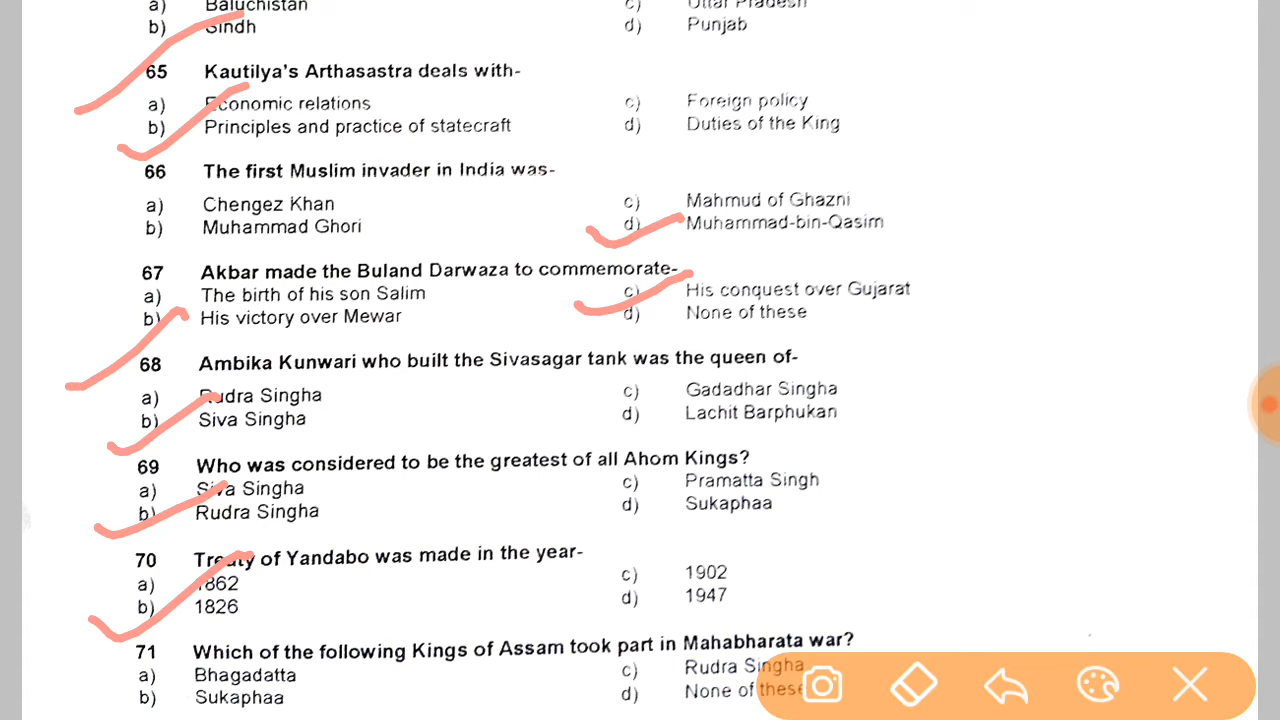 a) Baluchistan c) Uttar Pradesh
b) Sindh d) Punjab
65 Kautilya's Arthasastra deals with-
a) Economic relations c) Foreign policy
b) Principles and practice of statecraft d) Duties of the King
66 The first Muslim invader in India was-
a) Chengez Khan c) Mahmud of Ghazni
b) Muhammad Ghori d) Muhammad-bin-Qasim
67 Akbar made the Buland Darwaza to commemorate-
a) The birth of his son Salim c) His conquest over Gujarat
b) His victory over Mewar d) None of these
68 Ambika Kunwari who built the Sivasagar tank was the queen of-
a) Rudra Singha c) Gadadhar Singha
b) Siva Singha d) Lachit Barphukan
69 Who was considered to be the greatest of all Ahom Kings?
a) Siva Singha c) Pramatta Singh
b) Rudra Singha d) Sukaphaa
70 Treaty of Yandabo was made in the year-
a) 1862 c) 1902
b) 1826 d) 1947
71 Which of the following Kings of Assam took part in Mahabharata war?
a) Bhagadatta c) Rudra Singha
b) Sukaphaa d) None of these